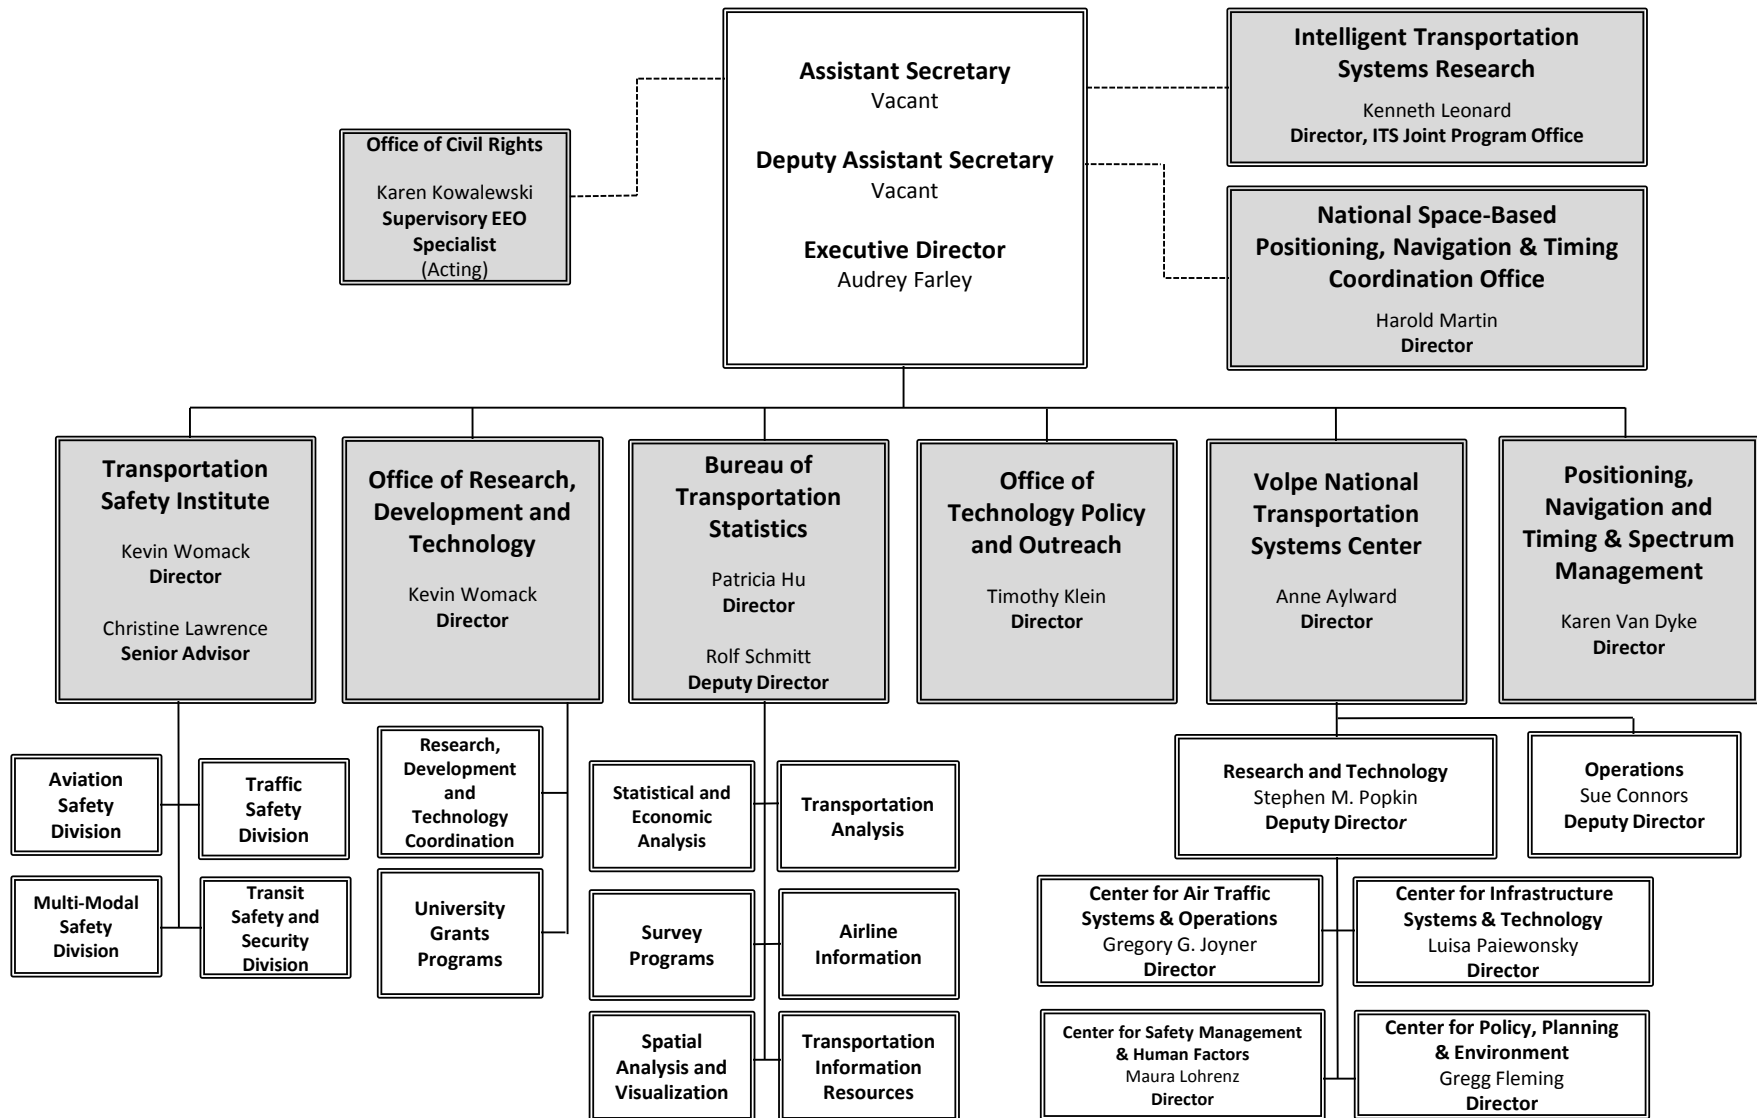 Assistant Secretary
Vacant
Deputy Assistant Secretary
Vacant
Executive Director
Audrey Farley
Intelligent Transportation
Systems Research
Kenneth Leonard
Director, ITS Joint Program Office
Office of Civil Rights
Karen Kowalewski
Supervisory EEO
Specialist
(Acting)
National Space-Based
Positioning, Navigation & Timing
Coordination Office
Harold Martin
Director
Transportation
Safety Institute
Kevin Womack
Director
Christine Lawrence
Senior Advisor
Office of Research,
Development and
Technology
Kevin Womack
Director
Bureau of
Transportation
Statistics
Patricia Hu
Director
Rolf Schmitt
Deputy Director
Office of
Technology Policy
and Outreach
Timothy Klein
Director
Volpe National
Transportation
Systems Center
Anne Aylward
Director
Positioning,
Navigation and
Timing & Spectrum
Management
Karen Van Dyke
Director
Aviation
Safety
Division
Traffic
Safety
Division
Multi-Modal
Safety
Division
Transit
Safety and
Security
Division
Research,
Development
and
Technology
Coordination
University
Grants
Programs
Statistical and
Economic
Analysis
Transportation
Analysis
Survey
Programs
Airline
Information
Spatial
Analysis and
Visualization
Transportation
Information
Resources
Research and Technology
Stephen M. Popkin
Deputy Director
Operations
Sue Connors
Deputy Director
Center for Air Traffic
Systems & Operations
Gregory G. Joyner
Director
Center for Infrastructure
Systems & Technology
Luisa Paiewonsky
Director
Center for Safety Management
& Human Factors
Maura Lohrenz
Director
Center for Policy, Planning
& Environment
Gregg Fleming
Director